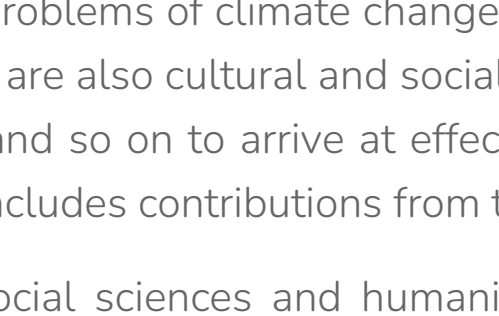 roblems of climate change
are also cultural and social
and so on to arrive at effec
ncludes contributions from t
ocial sciences and humani